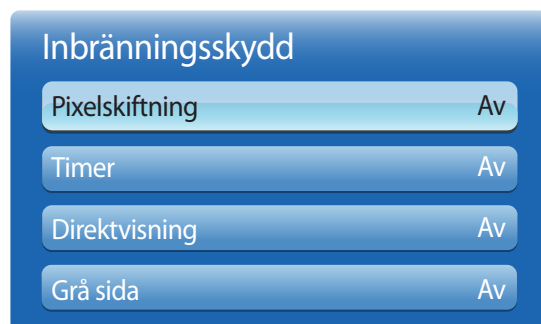 Inbränningsskydd
Pixelskiftning Av
Timer Av
Direktvisning Av
Grå sida Av